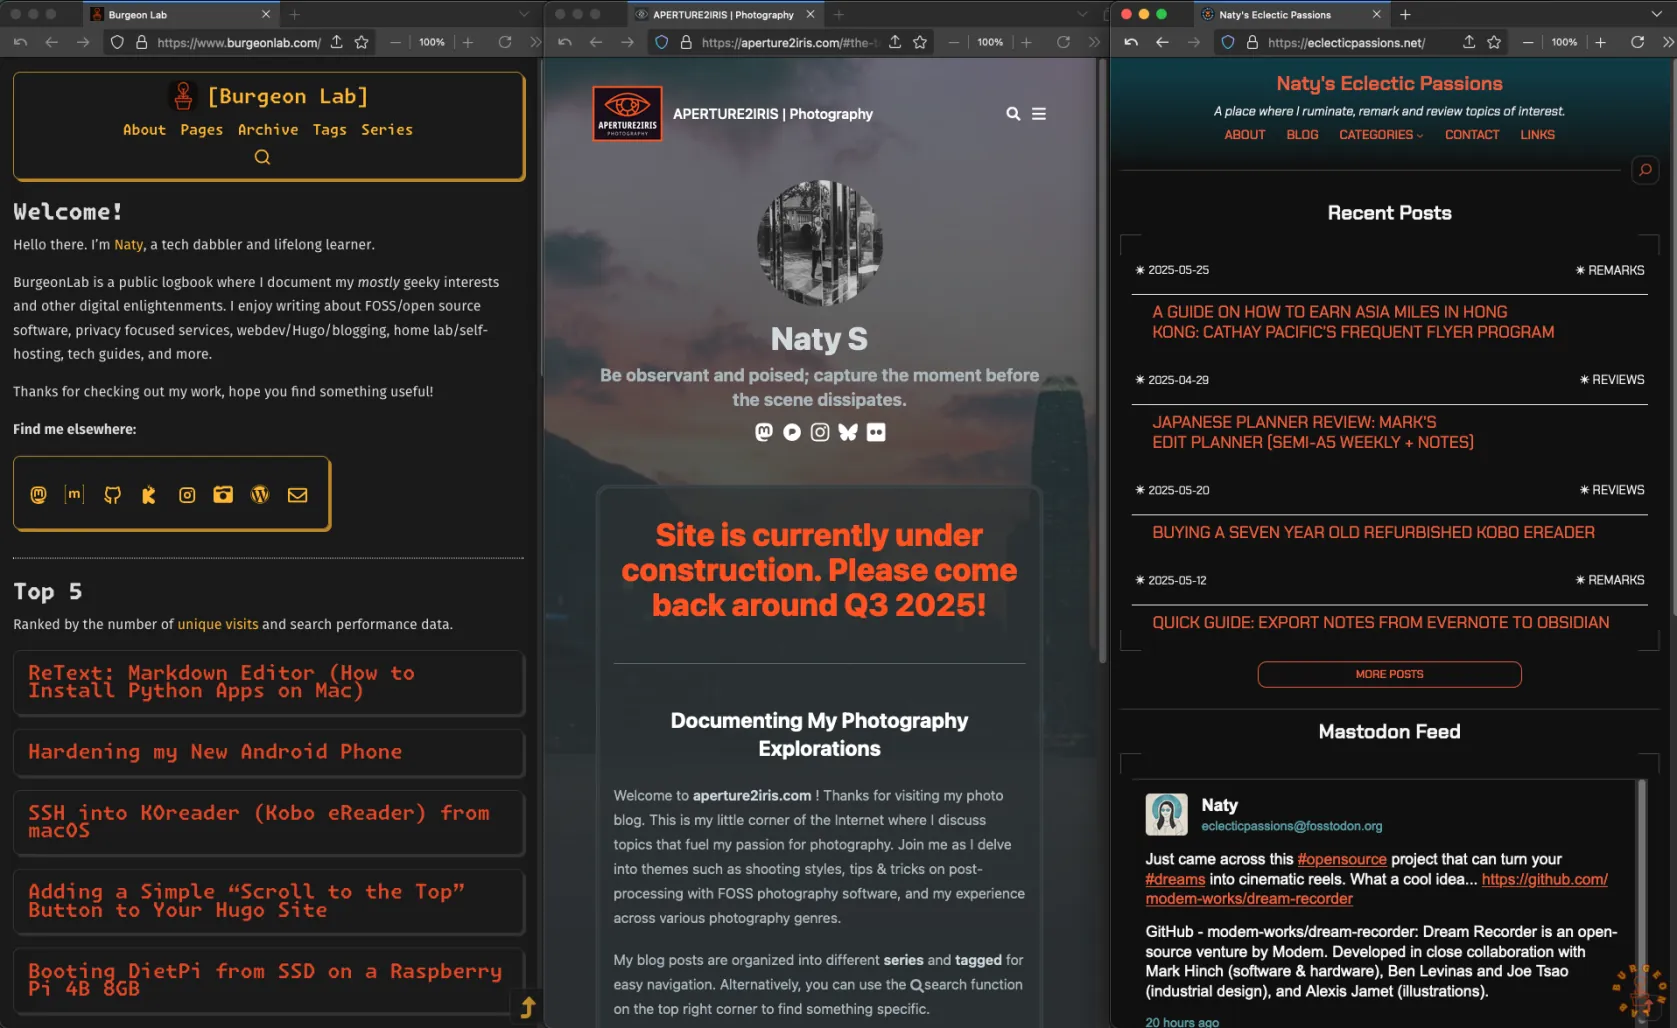 Burgeon Lab
https://www.burgeonlab.com/
100%
[Burgeon Lab]
About Pages Archive Tags Series
Welcome!
Hello there. I'm Naty, a tech dabbler and lifelong learner.
BurgeonLab is a public logbook where I document my mostly geeky interests
and other digital enlightenments. I enjoy writing about FOSS/open source
software, privacy focused services, webdev/Hugo/blogging, home lab/self-
hosting, tech guides, and more.
Thanks for checking out my work, hope you find something useful!
Find me elsewhere:
[m]
Top 5
Ranked by the number of unique visits and search performance data.
ReText: Markdown Editor (How to
Install Python Apps on Mac)
Hardening my New Android Phone
SSH into KOreader (Kobo eReader) from
macOS
Adding a Simple “Scroll to the Top”
Button to Your Hugo Site
Booting DietPi from SSD on a Raspberry
Pi 4B 8GB
APERTURE2IRIS | Photography
https://aperture2iris.com/#the-t
100%
APERTURE2IRIS
PHOTOGRAPHY
APERTURE2IRIS | Photography
Naty S
Be observant and poised; capture the moment before
the scene dissipates.
Site is currently under
construction. Please come
back around Q3 2025!
Documenting My Photography
Explorations
Welcome to aperture2iris.com ! Thanks for visiting my photo
blog. This is my little corner of the Internet where I discuss
topics that fuel my passion for photography. Join me as I delve
into themes such as shooting styles, tips & tricks on post-
processing with FOSS photography software, and my experience
across various photography genres.
My blog posts are organized into different series and tagged for
easy navigation. Alternatively, you can use the search function
on the top right corner to find something specific.
Naty's Eclectic Passions
https://eclecticpassions.net/
100%
Naty's Eclectic Passions
A place where I ruminate, remark and review topics of interest.
ABOUT BLOG CATEGORIES CONTACT LINKS
Recent Posts
✴ 2025-05-25 ✴ REMARKS
A GUIDE ON HOW TO EARN ASIA MILES IN HONG
KONG: CATHAY PACIFIC'S FREQUENT FLYER PROGRAM
✴ 2025-04-29 ✴ REVIEWS
JAPANESE PLANNER REVIEW: MARK'S
EDIT PLANNER [SEMI-A5 WEEKLY + NOTES]
✴ 2025-05-20 ✴ REVIEWS
BUYING A SEVEN YEAR OLD REFURBISHED KOBO EREADER
✴ 2025-05-12 ✴ REMARKS
QUICK GUIDE: EXPORT NOTES FROM EVERNOTE TO OBSIDIAN
MORE POSTS
Mastodon Feed
Naty
eclecticpassions@fosstodon.org
Just came across this #opensource project that can turn your
#dreams into cinematic reels. What a cool idea... https://github.com/
modem-works/dream-recorder
GitHub - modem-works/dream-recorder: Dream Recorder is an open-
source venture by Modem. Developed in close collaboration with
Mark Hinch (software & hardware), Ben Levinas and Joe Tsao
(industrial design), and Alexis Jamet (illustrations).
20 hours ago
BURGEON